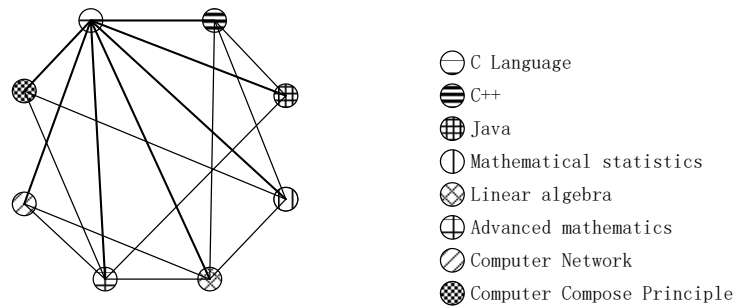 C Language
C++
Java
Mathematical statistics
Linear algebra
Advanced mathematics
Computer Network
Computer Compose Principle